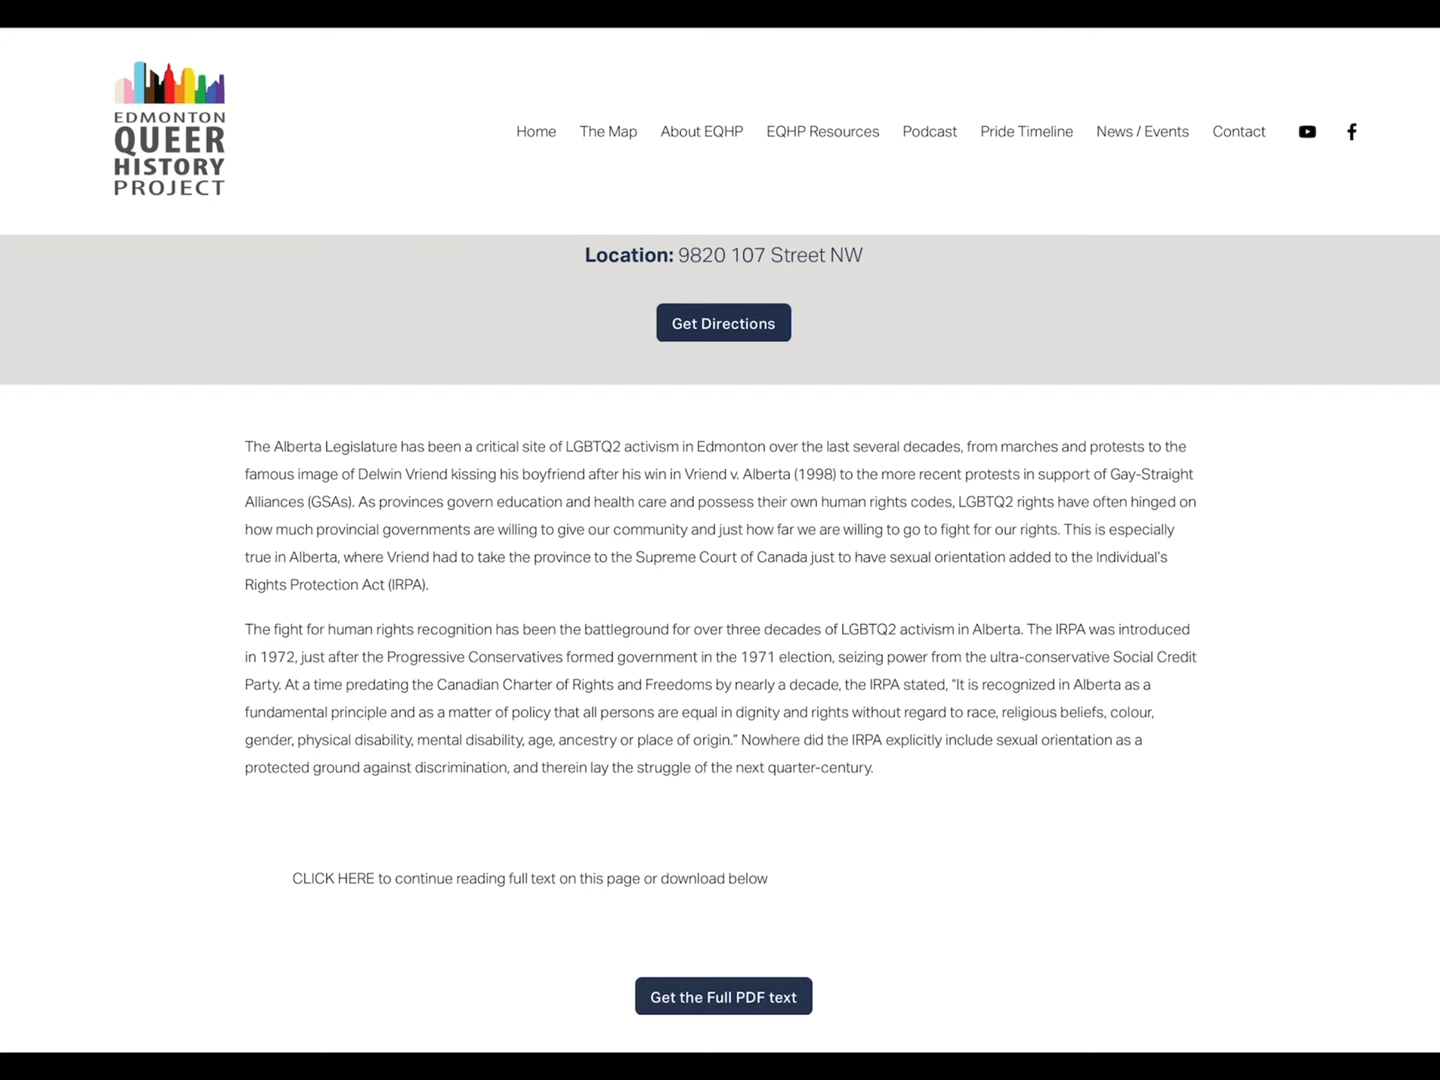 EDMONTON
QUEER
HISTORY
PROJECT
Home The Map About EQHP EQHP Resources Podcast Pride Timeline News / Events Contact
Location: 9820 107 Street NW
Get Directions
The Alberta Legislature has been a critical site of LGBTQ2 activism in Edmonton over the last several decades, from marches and protests to the
famous image of Delwin Vriend kissing his boyfriend after his win in Vriend v. Alberta (1998) to the more recent protests in support of Gay-Straight
Alliances (GSAs). As provinces govern education and health care and possess their own human rights codes, LGBTQ2 rights have often hinged on
how much provincial governments are willing to give our community and just how far we are willing to go to fight for our rights. This is especially
true in Alberta, where Vriend had to take the province to the Supreme Court of Canada just to have sexual orientation added to the Individual's
Rights Protection Act (IRPA).
The fight for human rights recognition has been the battleground for over three decades of LGBTQ2 activism in Alberta. The IRPA was introduced
in 1972, just after the Progressive Conservatives formed government in the 1971 election, seizing power from the ultra-conservative Social Credit
Party. At a time predating the Canadian Charter of Rights and Freedoms by nearly a decade, the IRPA stated, "It is recognized in Alberta as a
fundamental principle and as a matter of policy that all persons are equal in dignity and rights without regard to race, religious beliefs, colour,
gender, physical disability, mental disability, age, ancestry or place of origin." Nowhere did the IRPA explicitly include sexual orientation as a
protected ground against discrimination, and therein lay the struggle of the next quarter-century.
CLICK HERE to continue reading full text on this page or download below
Get the Full PDF text